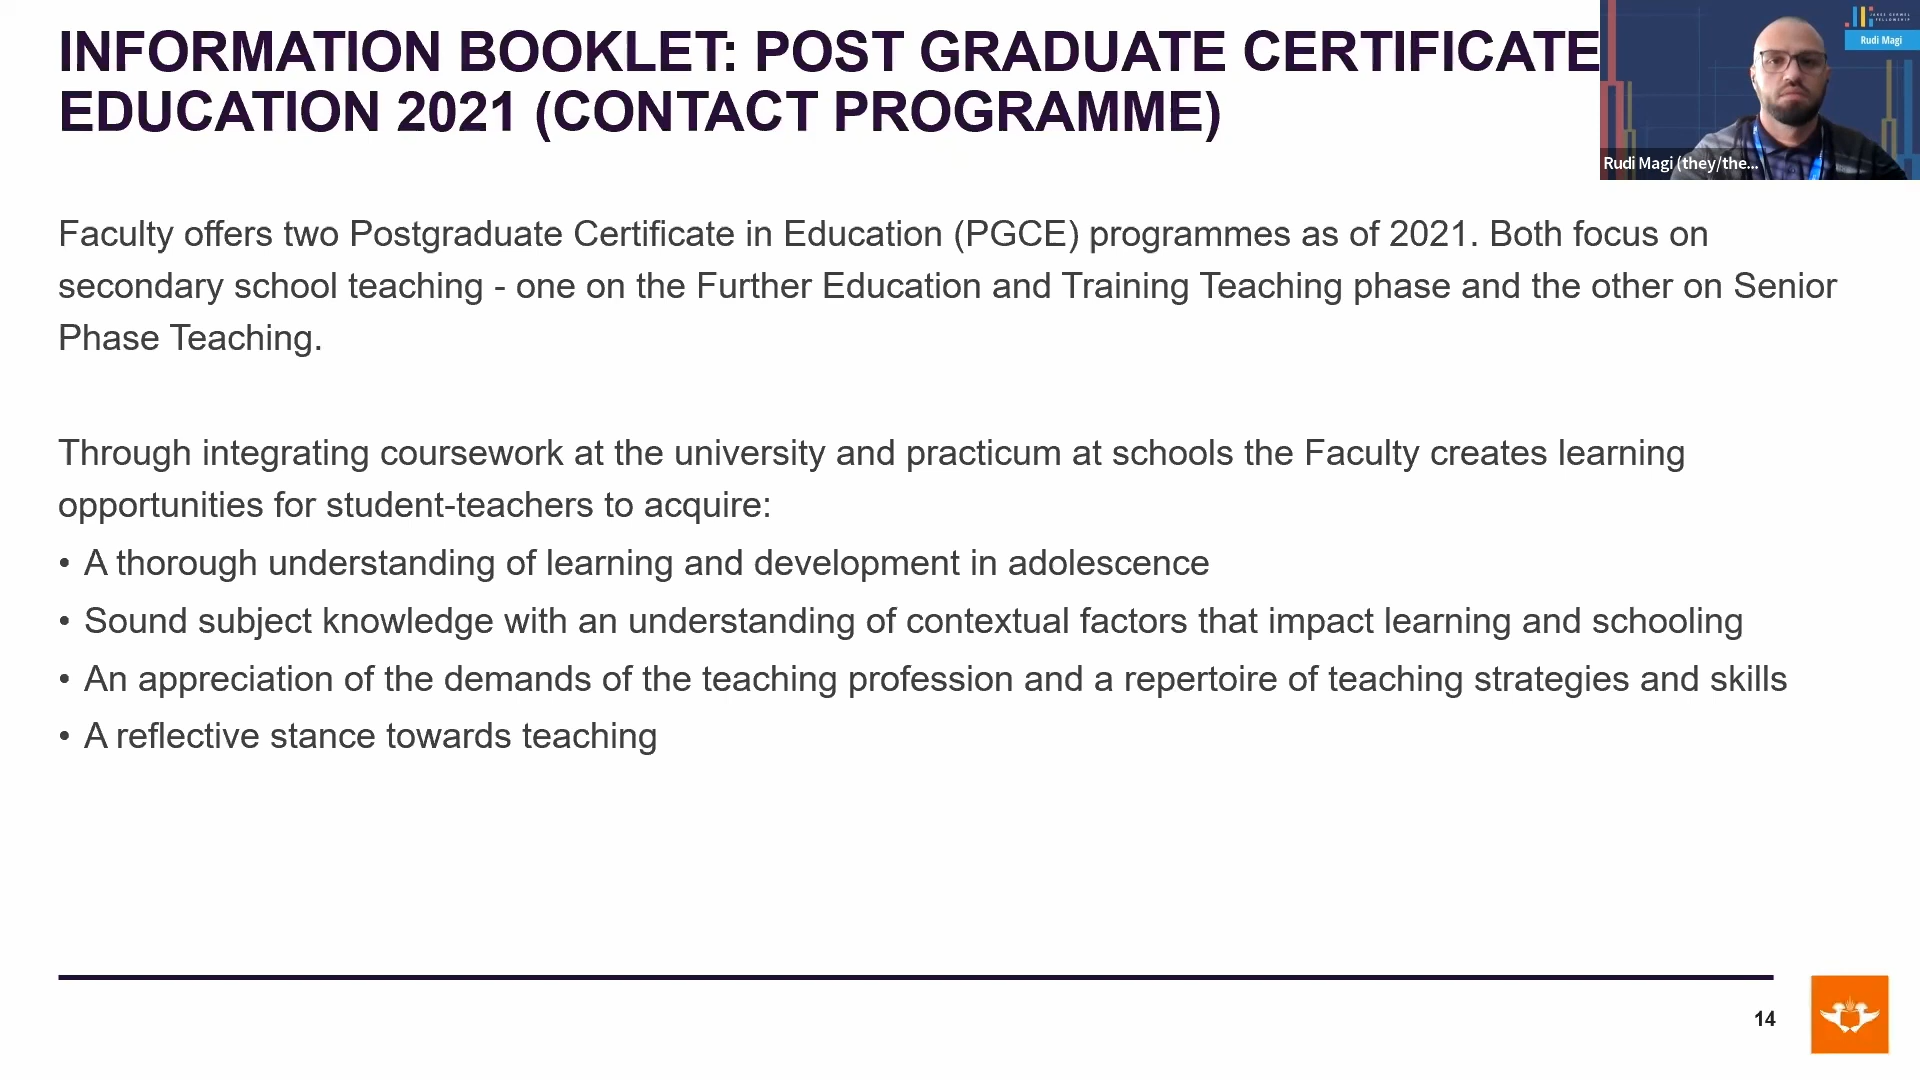 INFORMATION BOOKLET: POST GRADUATE CERTIFICATE
EDUCATION 2021 (CONTACT PROGRAMME)
JAKES GERWEL
FELLOWSHIP
Rudi Magi
Rudi Magi (they/the...
Faculty offers two Postgraduate Certificate in Education (PGCE) programmes as of 2021. Both focus on
secondary school teaching - one on the Further Education and Training Teaching phase and the other on Senior
Phase Teaching.
Through integrating coursework at the university and practicum at schools the Faculty creates learning
opportunities for student-teachers to acquire:
• A thorough understanding of learning and development in adolescence
• Sound subject knowledge with an understanding of contextual factors that impact learning and schooling
• An appreciation of the demands of the teaching profession and a repertoire of teaching strategies and skills
• A reflective stance towards teaching
14